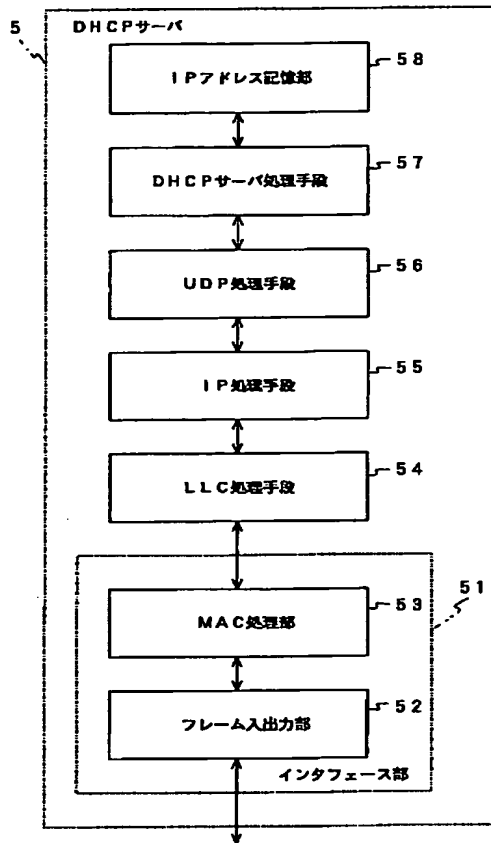 5
DHCPサーバ
IPアドレス記憶部
58
DHCPサーバ処理手段
57
UDP処理手段
56
IP処理手段
55
LLC処理手段
54
51
MAC処理部
53
フレーム入出力部
52
インタフェース部